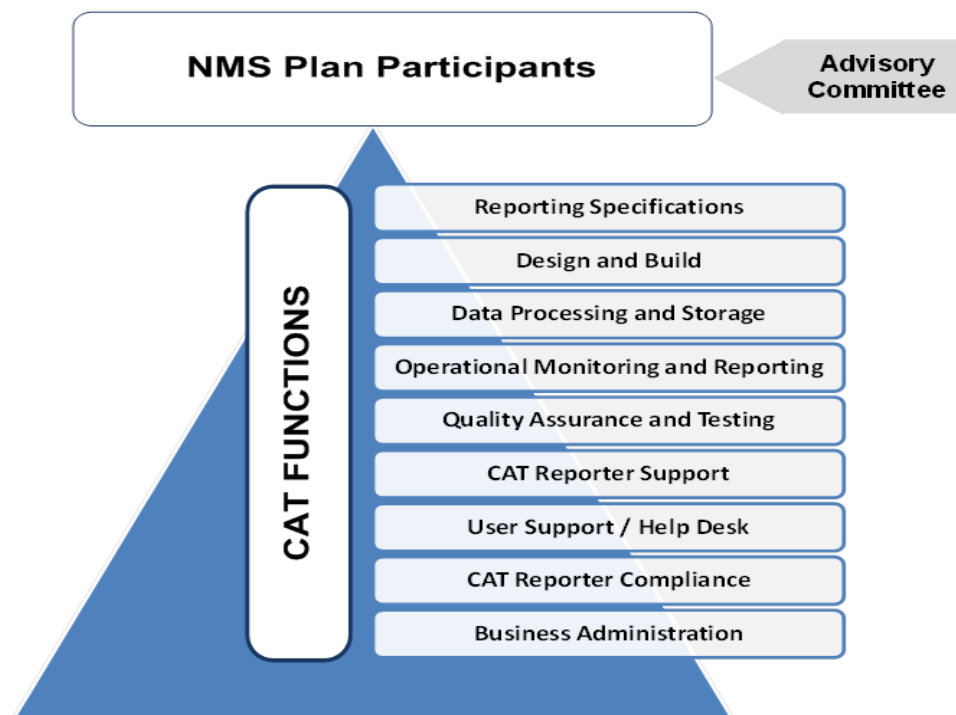 NMS Plan Participants
Advisory
Committee
CAT FUNCTIONS
Reporting Specifications
Design and Build
Data Processing and Storage
Operational Monitoring and Reporting
Quality Assurance and Testing
CAT Reporter Support
User Support / Help Desk
CAT Reporter Compliance
Business Administration